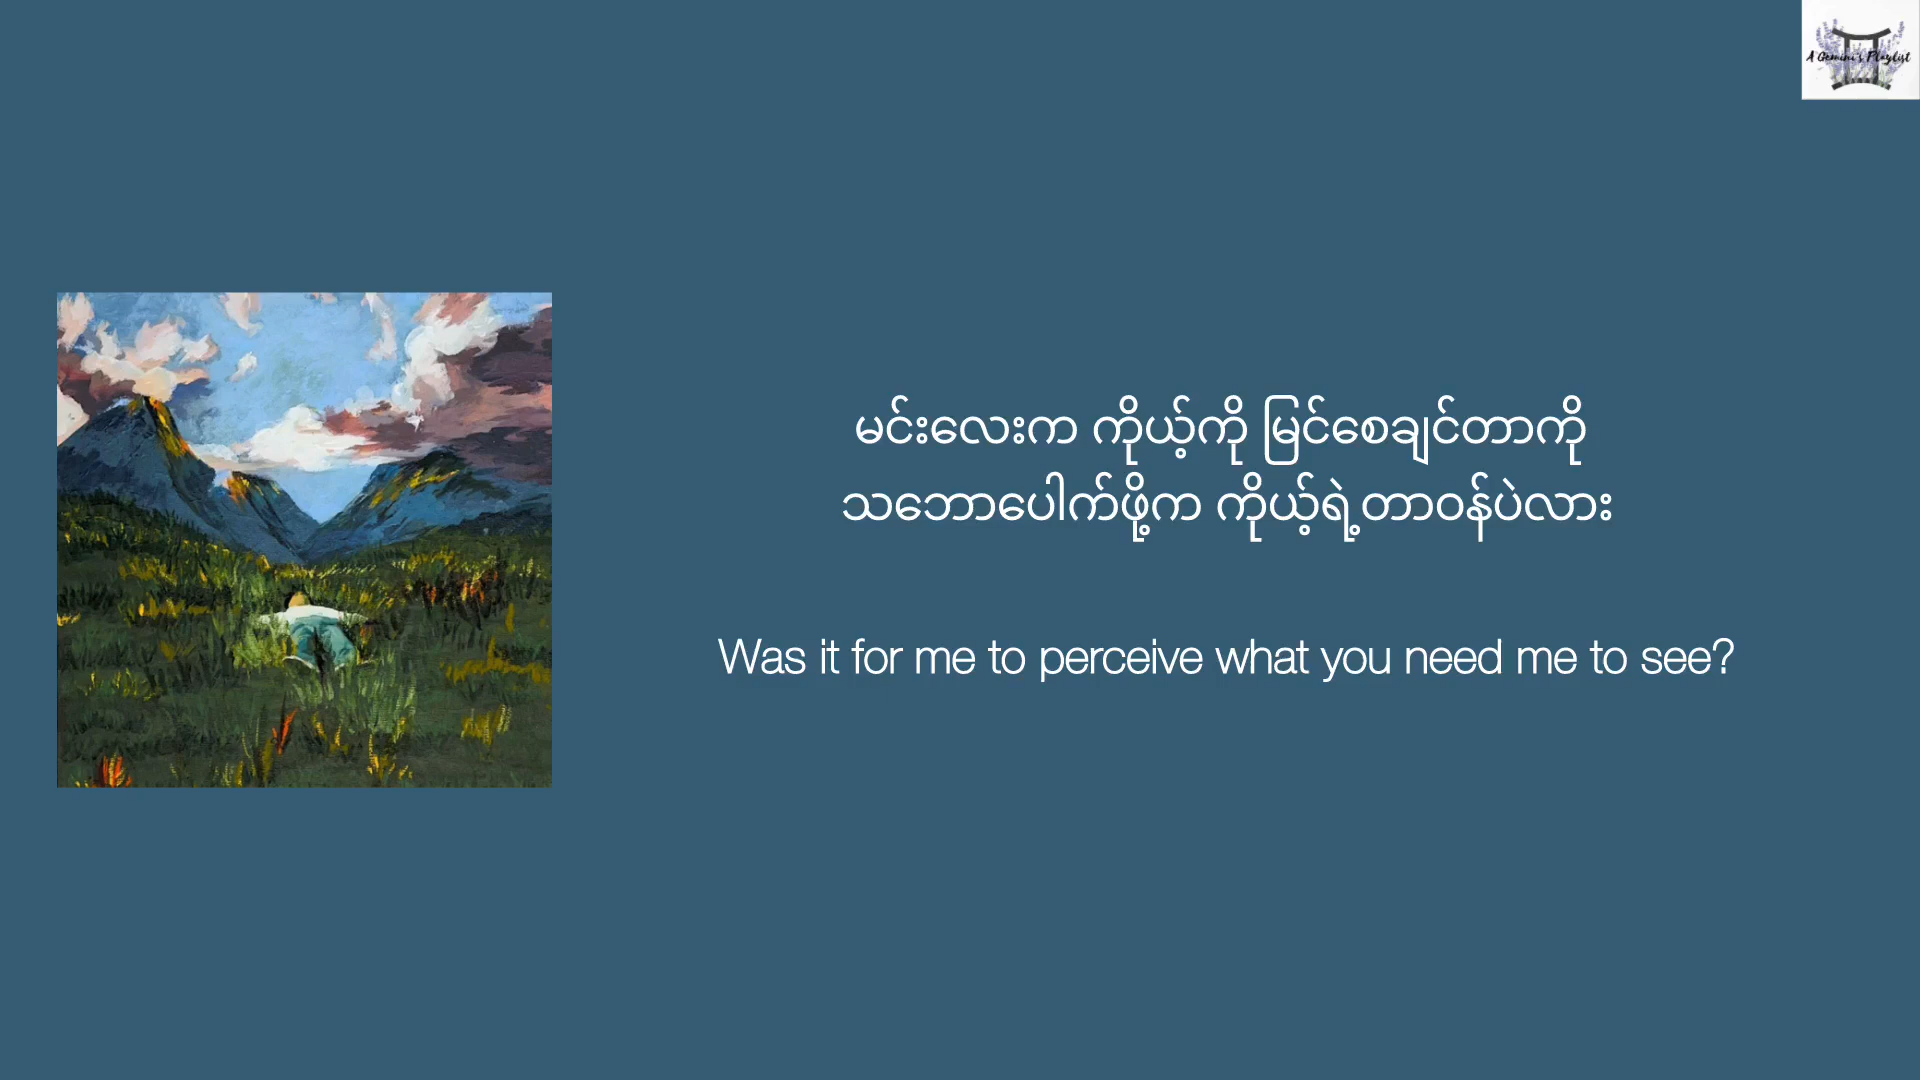 A Gemini's Playlist
မင်းလေးက ကိုယ့်ကို မြင်စေချင်တာကို
သဘောပေါက်ဖို့က ကိုယ့်ရဲ့တာဝန်ပဲလား
Was it for me to perceive what you need me to see?